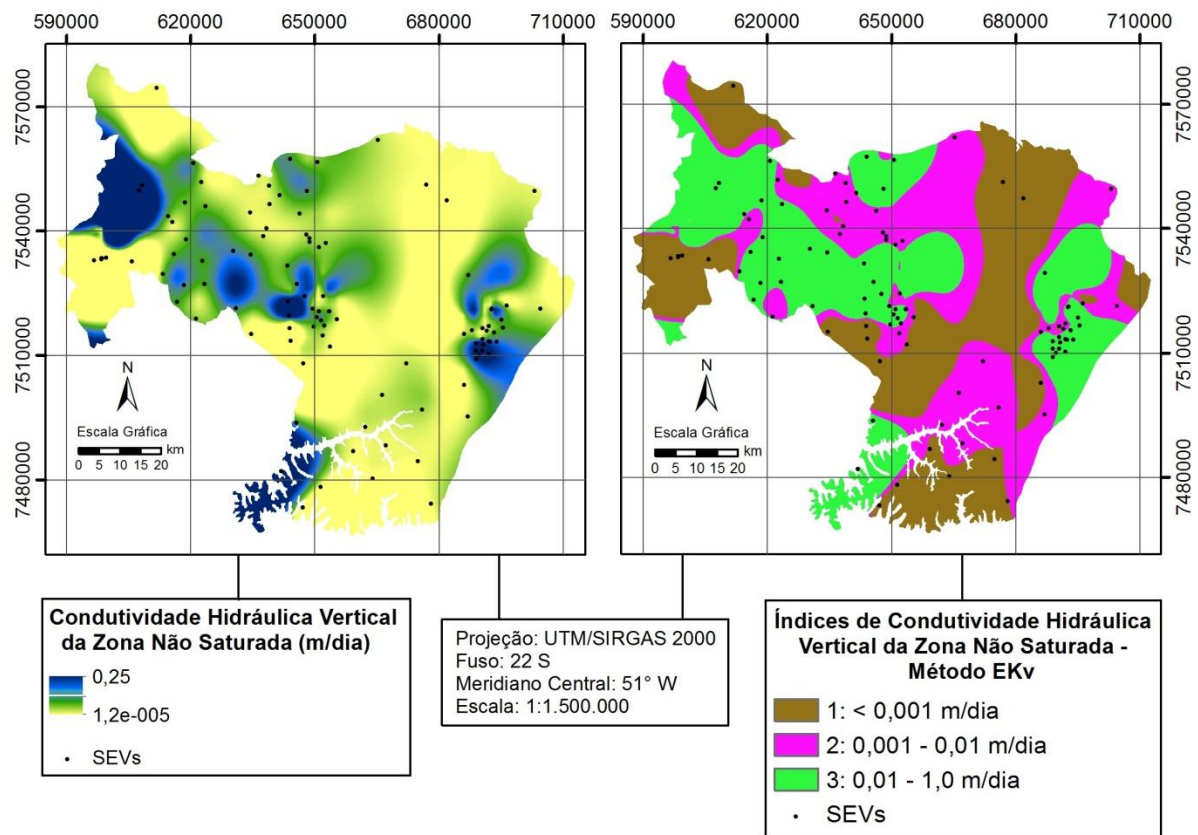 590000 620000 650000 680000 710000
590000 620000 650000 680000 710000
7570000
7540000
7510000
7480000
N
Escala Gráfica
km
0 5 10 15 20
N
Escala Gráfica
km
0 5 10 15 20
7570000
7540000
7510000
7480000
Condutividade Hidráulica Vertical
da Zona Não Saturada (m/dia)
0,25
1,2e-005
SEVs
Projeção: UTM/SIRGAS 2000
Fuso: 22 S
Meridiano Central: 51° W
Escala: 1:1.500.000
Índices de Condutividade Hidráulica
Vertical da Zona Não Saturada -
Método EKv
1: < 0,001 m/dia
2: 0,001 - 0,01 m/dia
3: 0,01 - 1,0 m/dia
SEVs